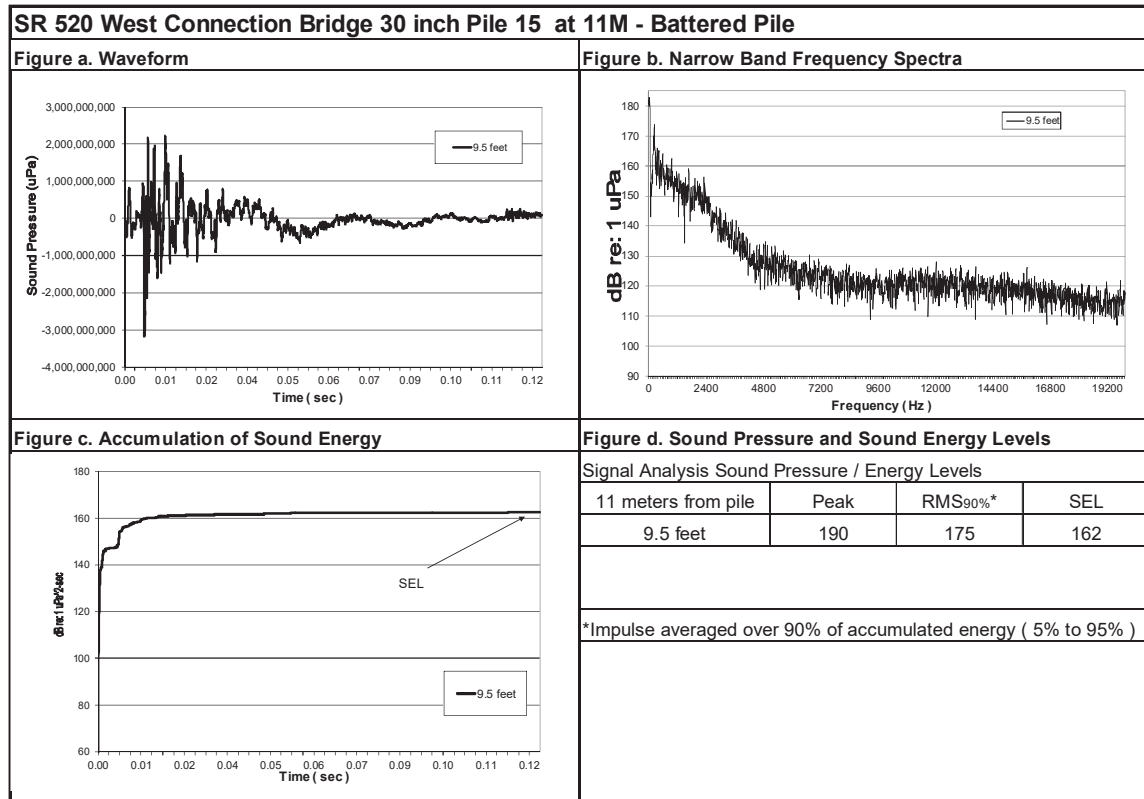 SR 520 West Connection Bridge 30 inch Pile 15 at 11M - Battered Pile
Figure a. Waveform
Sound Pressure (uPa)
3,000,000,000
2,000,000,000
1,000,000,000
0
-1,000,000,000
-2,000,000,000
-3,000,000,000
-4,000,000,000
9.5 feet
0.00 0.01 0.02 0.03 0.04 0.05 0.06 0.07 0.08 0.09 0.10 0.11 0.12
Time ( sec )
Figure b. Narrow Band Frequency Spectra
dB re: 1 uPa
180
170
160
150
140
130
120
110
100
90
9.5 feet
0 2400 4800 7200 9600 12000 14400 16800 19200
Frequency ( Hz )
Figure c. Accumulation of Sound Energy
dB re: 1 uPa^2-sec
180
160
140
120
100
80
60
SEL
9.5 feet
0.00 0.01 0.02 0.03 0.04 0.05 0.06 0.07 0.08 0.09 0.10 0.11 0.12
Time ( sec )
Figure d. Sound Pressure and Sound Energy Levels
Signal Analysis Sound Pressure / Energy Levels
11 meters from pile Peak RMS90%* SEL
9.5 feet 190 175 162
*Impulse averaged over 90% of accumulated energy ( 5% to 95% )